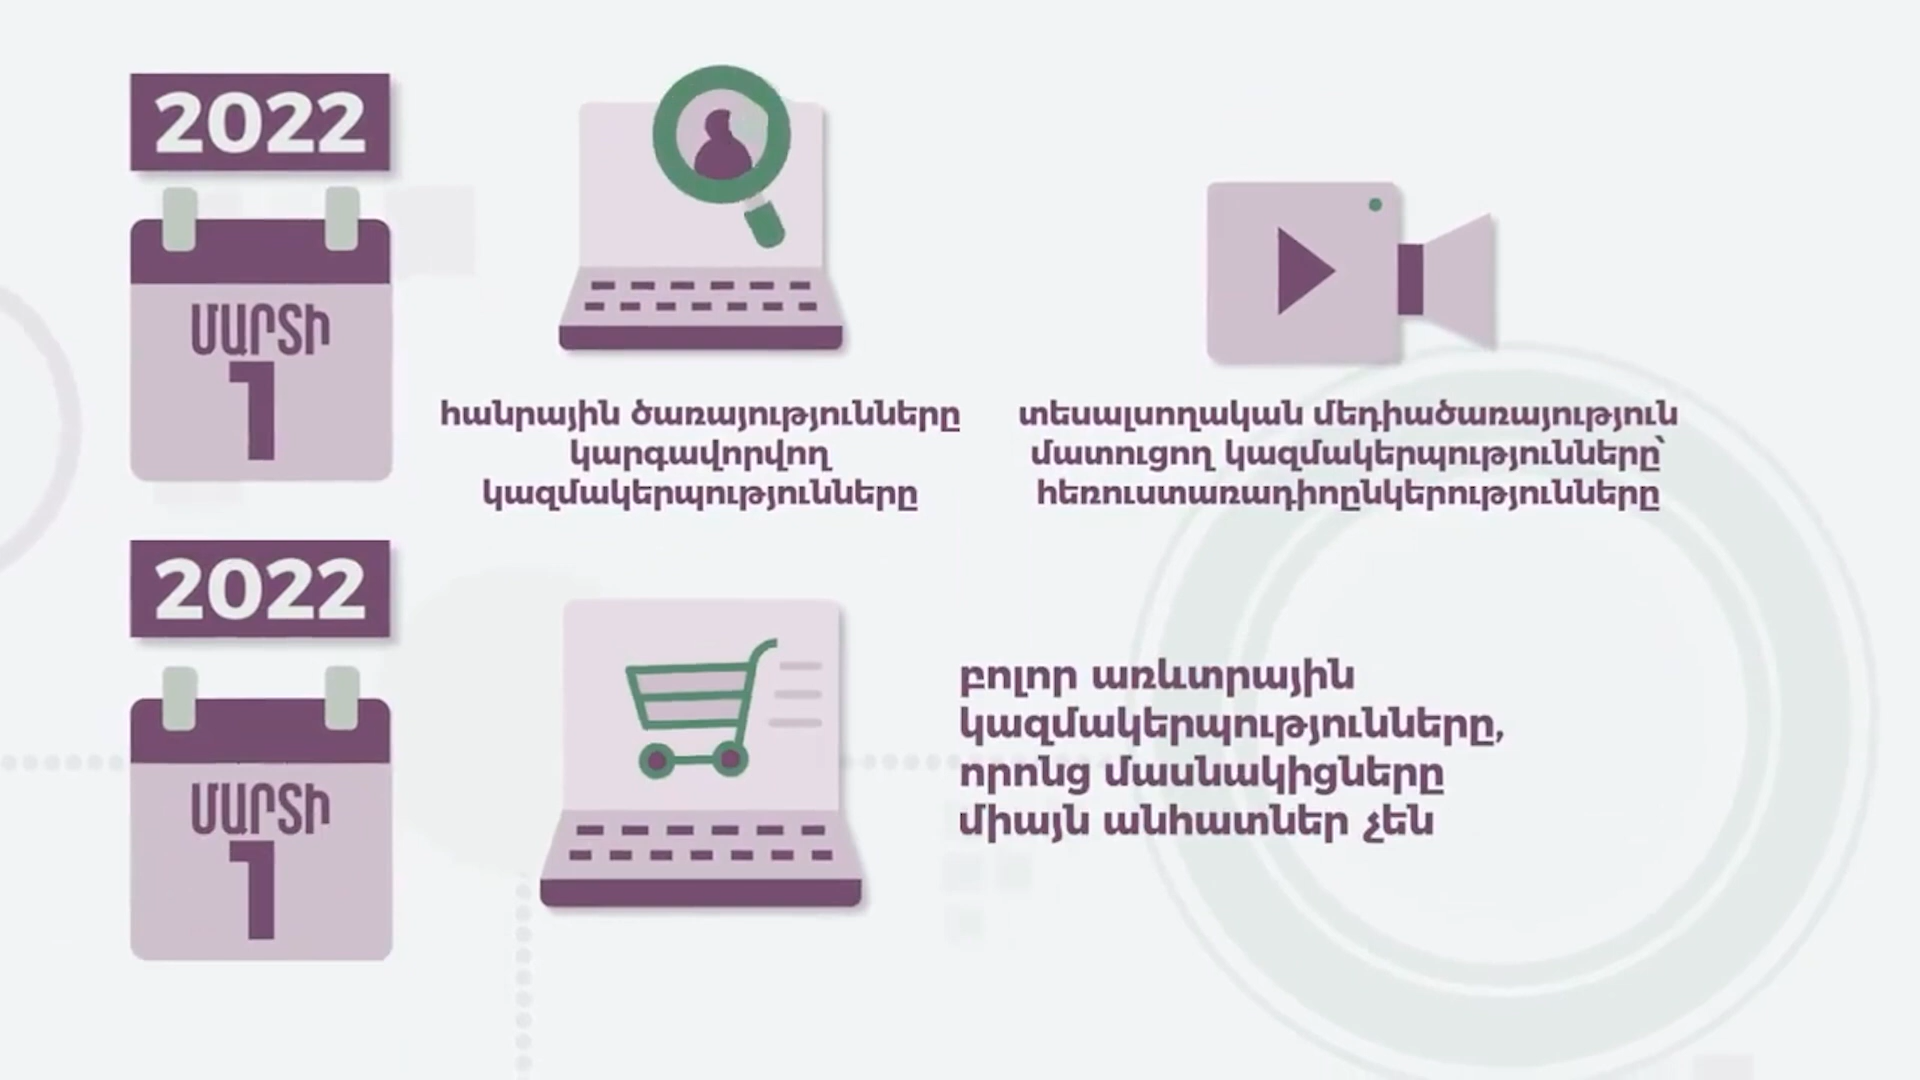 2022
ՄԱՐՏԻ
1
հանրային ծառայությունները
կարգավորվող
կազմակերպությունները
տեսալսողական մեդիածառայություն
մատուցող կազմակերպությունները՝
հեռուստառադիոընկերությունները
2022
ՄԱՐՏԻ
1
բոլոր առևտրային
կազմակերպությունները,
որոնց մասնակիցները
միայն անհատներ չեն